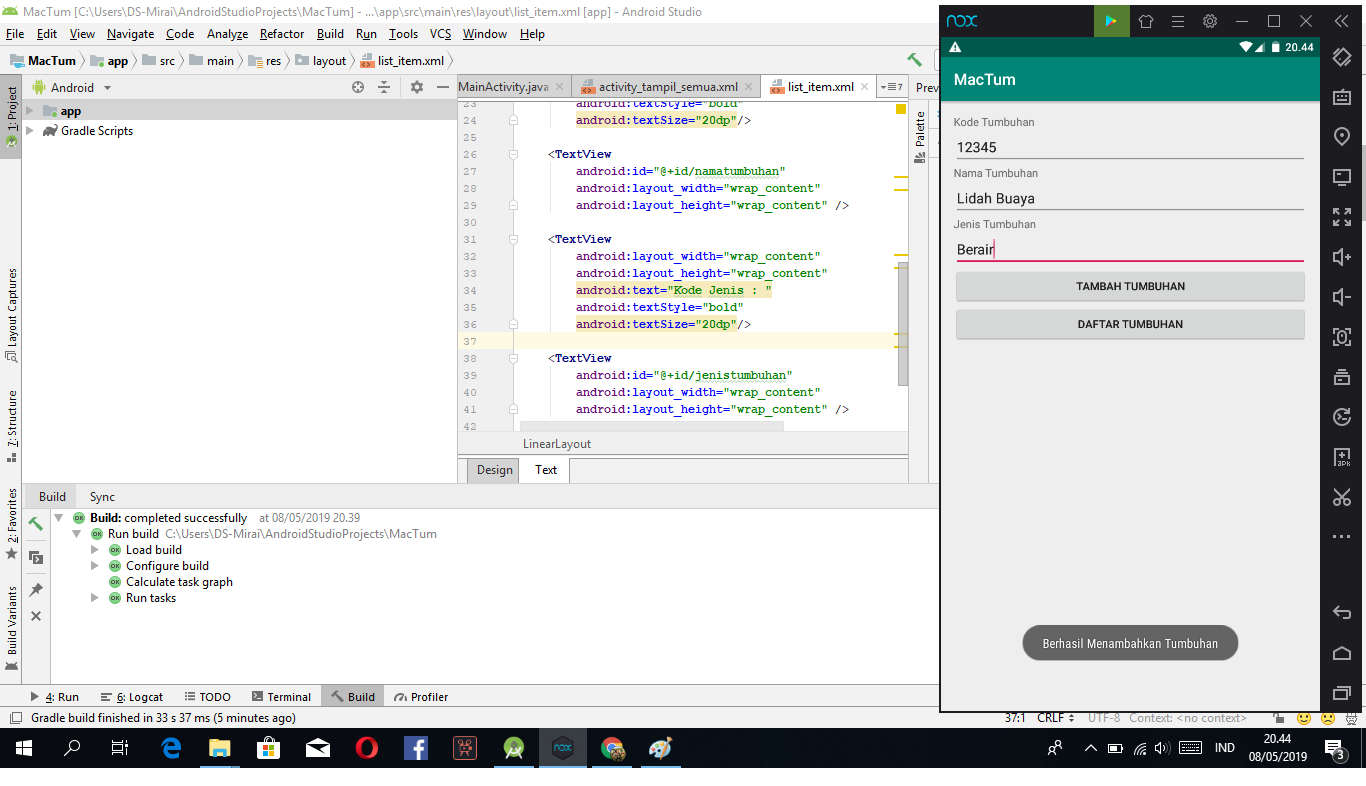 MacTum [C:\Users\DS-Mirai\AndroidStudioProjects\MacTum] - ...\app\src\main\res\layout\list_item.xml [app] - Android Studio
File Edit View Navigate Code Analyze Refactor Build Run Tools VCS Window Help
MacTum app src main res layout list_item.xml
Android
MainActivity.java activity_tampil_semua.xml list_item.xml 7 Prev
1: Project
Layout Captures
7: Structure
2: Favorites
Build Variants
app
Gradle Scripts
23 android:textStyle="bold"
24 android:textSize="20dp"/>
25
26 <TextView
27 android:id="@+id/namatumbuhan"
28 android:layout_width="wrap_content"
29 android:layout_height="wrap_content" />
30
31 <TextView
32 android:layout_width="wrap_content"
33 android:layout_height="wrap_content"
34 android:text="Kode Jenis : "
35 android:textStyle="bold"
36 android:textSize="20dp"/>
37
38 <TextView
39 android:id="@+id/jenistumbuhan"
40 android:layout_width="wrap_content"
41 android:layout_height="wrap_content" />
42
LinearLayout
Design Text
Palette
Build Sync
Build: completed successfully at 08/05/2019 20.39
Run build C:\Users\DS-Mirai\AndroidStudioProjects\MacTum
Load build
Configure build
Calculate task graph
Run tasks
4: Run 6: Logcat TODO Terminal Build Profiler
Gradle build finished in 33 s 37 ms (5 minutes ago)
37:1 CRLF UTF-8 Context: <no context>
nox
20.44
MacTum
Kode Tumbuhan
12345
Nama Tumbuhan
Lidah Buaya
Jenis Tumbuhan
Berair
TAMBAH TUMBUHAN
DAFTAR TUMBUHAN
Berhasil Menambahkan Tumbuhan
IND
20.44
08/05/2019
3